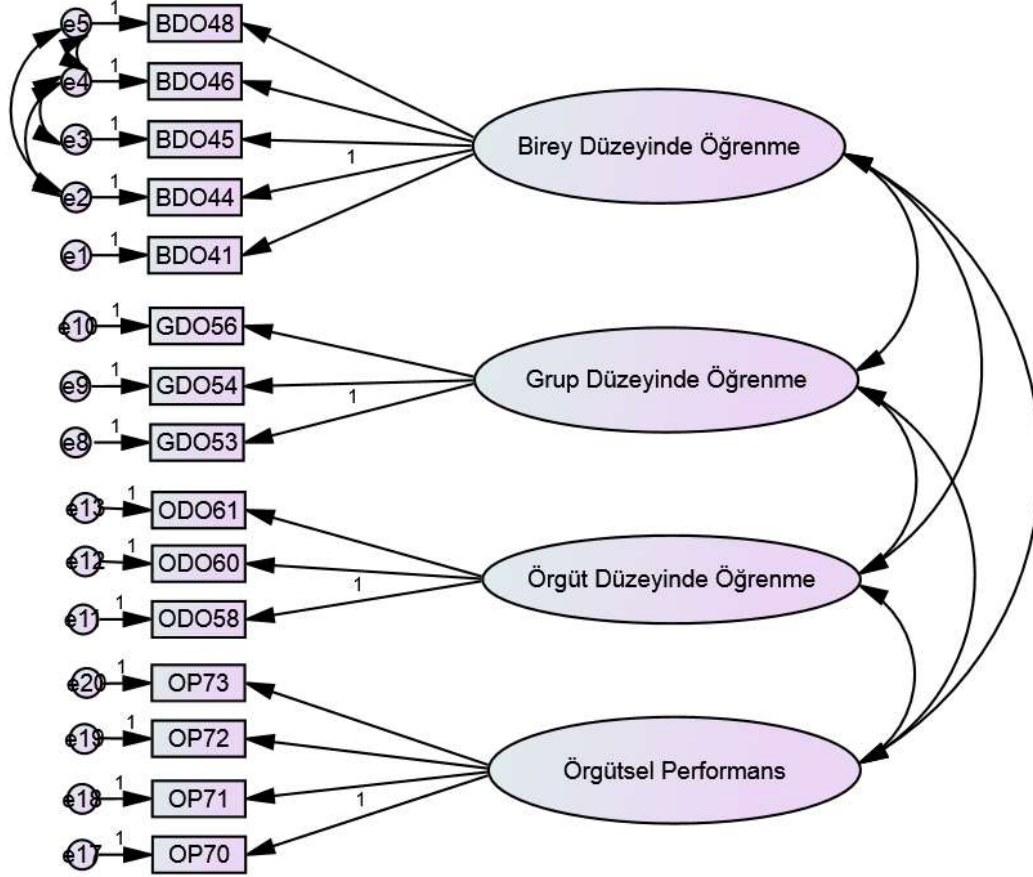 e5 1 BDO48
e4 1 BDO46
e3 1 BDO45
e2 1 BDO44
e1 1 BDO41
1
Birey Düzeyinde Öğrenme
e10 1 GDO56
e9 1 GDO54
e8 1 GDO53
1
Grup Düzeyinde Öğrenme
e13 1 ODO61
e12 1 ODO60
e11 1 ODO58
1
Örgüt Düzeyinde Öğrenme
e20 1 OP73
e19 1 OP72
e18 1 OP71
e17 1 OP70
1
Örgütsel Performans